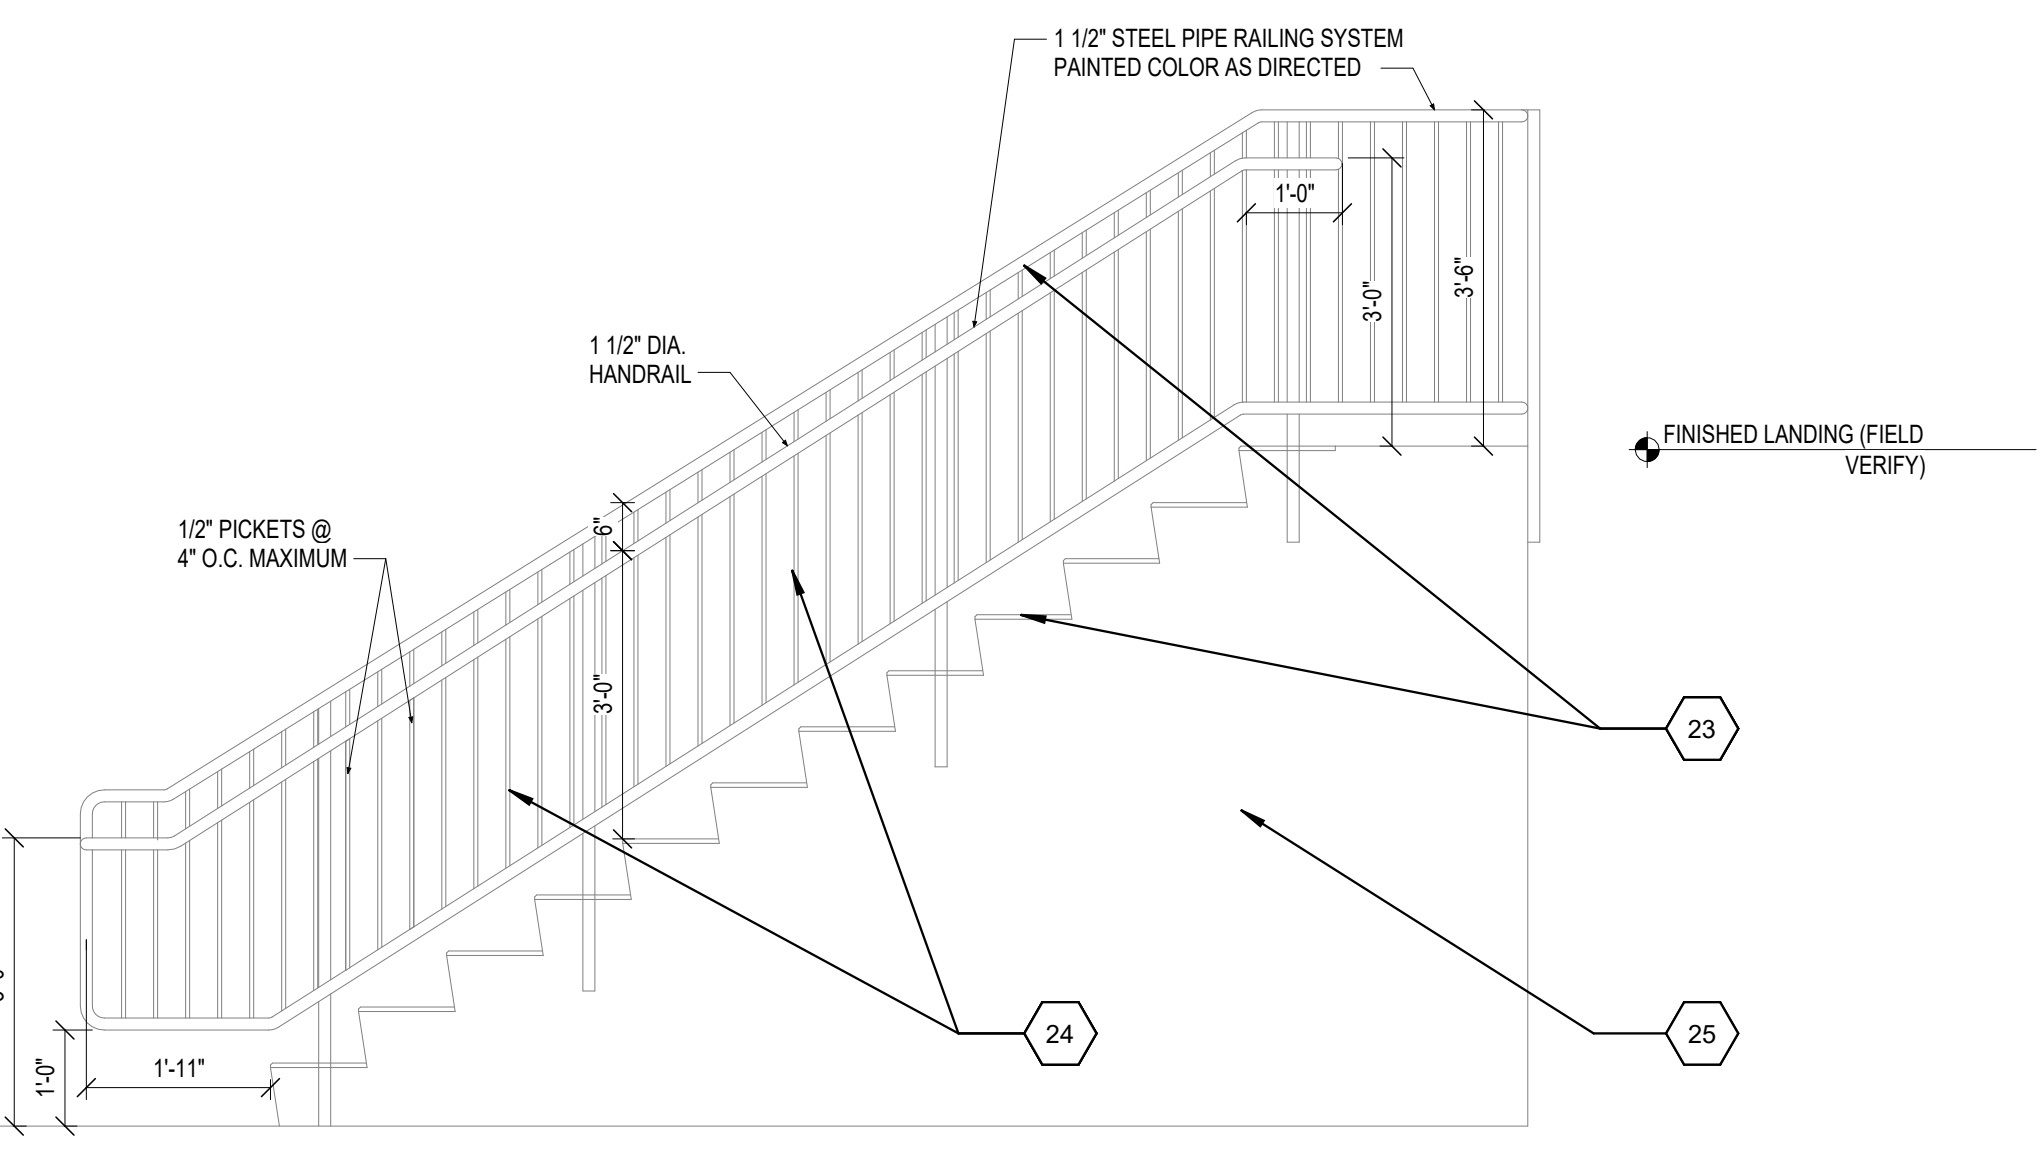 1 1/2" STEEL PIPE RAILING SYSTEM
PAINTED COLOR AS DIRECTED
1'-0"
3'-0"
3'-6"
1 1/2" DIA.
HANDRAIL
FINISHED LANDING (FIELD
VERIFY)
1/2" PICKETS @
4" O.C. MAXIMUM
6"
3'-0"
23
24
25
1'-0"
1'-11"